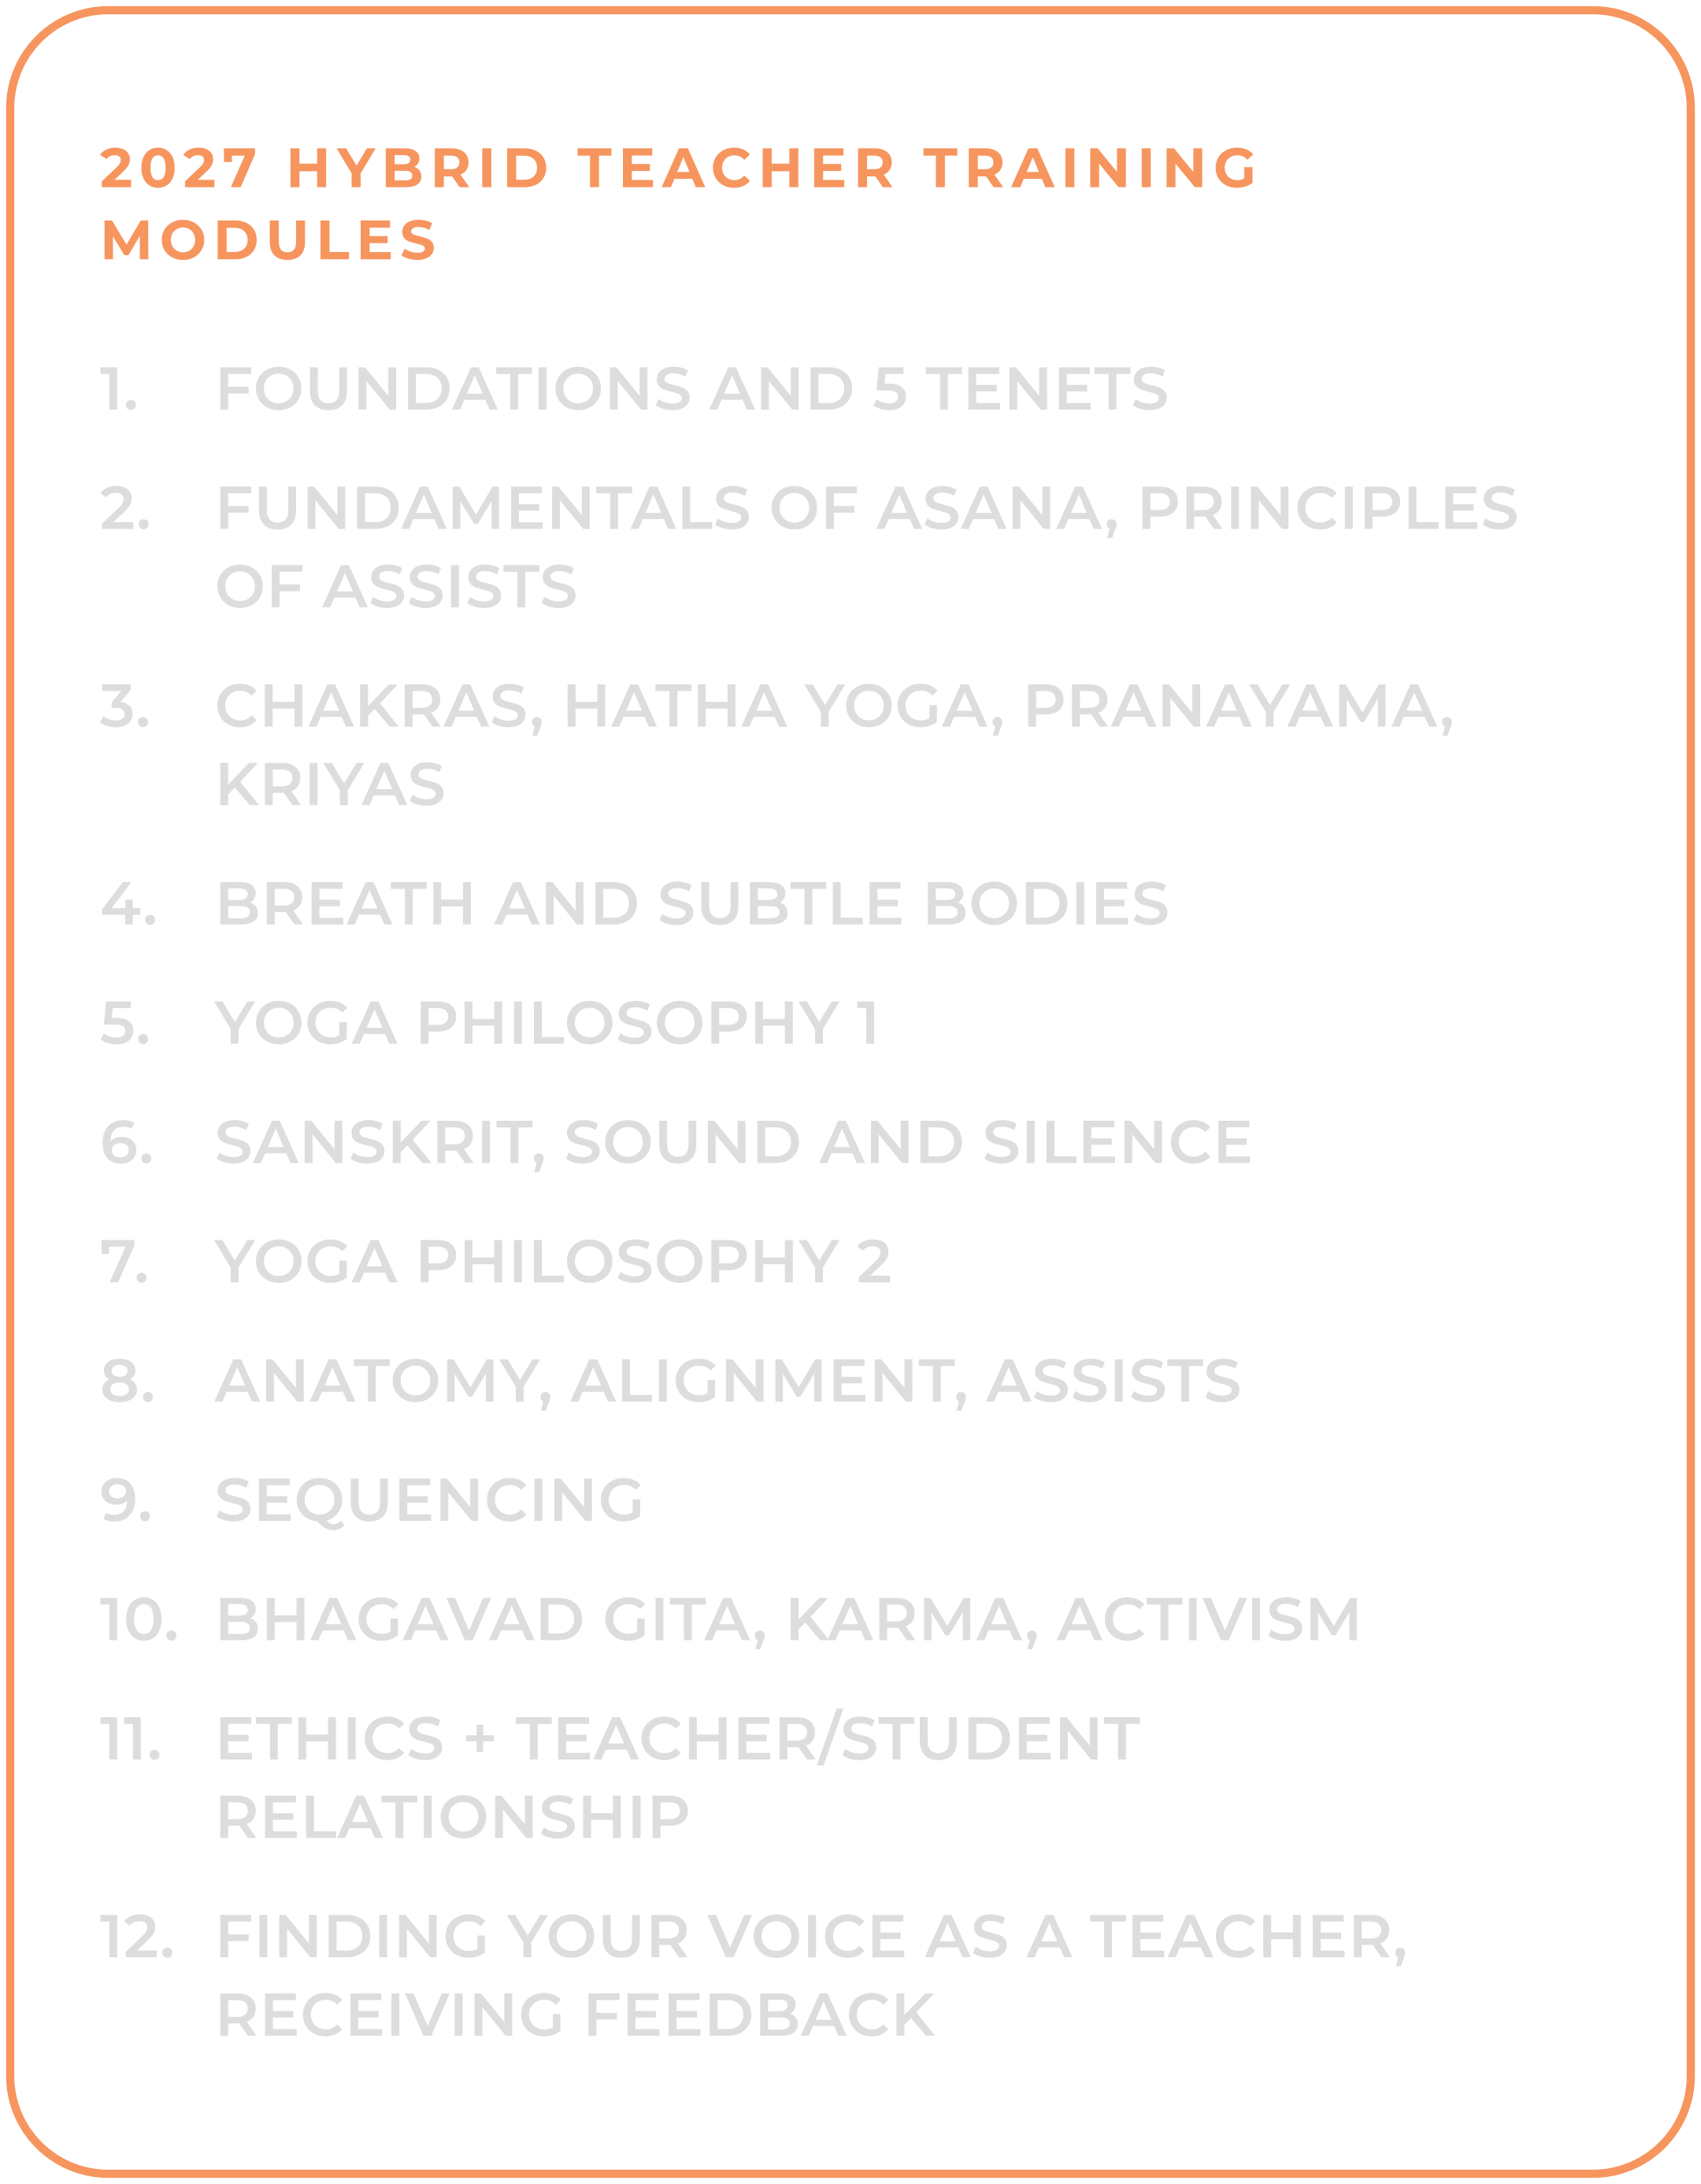 2027 HYBRID TEACHER TRAINING
MODULES
1. FOUNDATIONS AND 5 TENETS
2. FUNDAMENTALS OF ASANA, PRINCIPLES
OF ASSISTS
3. CHAKRAS, HATHA YOGA, PRANAYAMA,
KRIYAS
4. BREATH AND SUBTLE BODIES
5. YOGA PHILOSOPHY 1
6. SANSKRIT, SOUND AND SILENCE
7. YOGA PHILOSOPHY 2
8. ANATOMY, ALIGNMENT, ASSISTS
9. SEQUENCING
10. BHAGAVAD GITA, KARMA, ACTIVISM
11. ETHICS + TEACHER/STUDENT
RELATIONSHIP
12. FINDING YOUR VOICE AS A TEACHER,
RECEIVING FEEDBACK